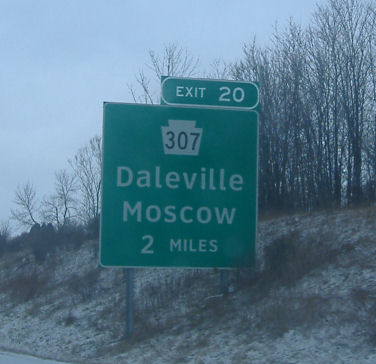 EXIT 20
307
Daleville
Moscow
2 MILES